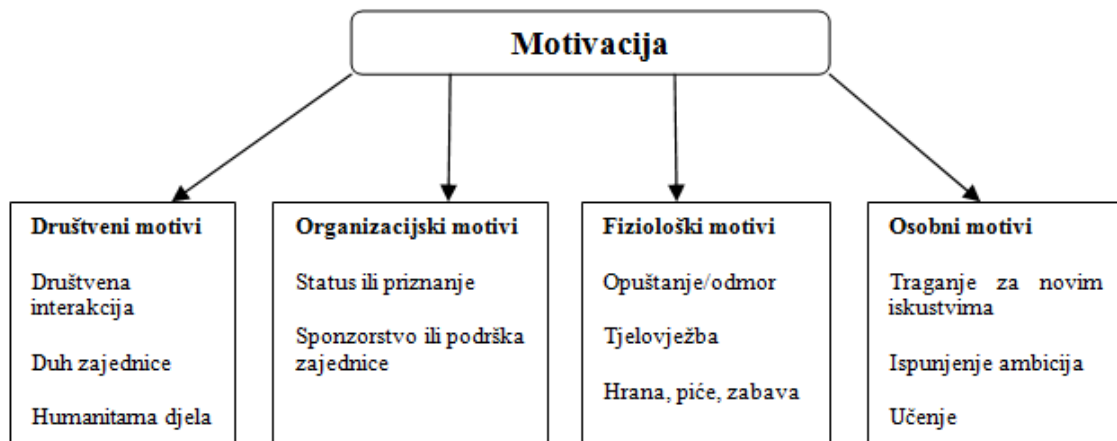 Motivacija
Društveni motivi
Društvena
interakcija
Duh zajednice
Humanitarna djela
Organizacijski motivi
Status ili priznanje
Sponzorstvo ili podrška
zajednice
Fiziološki motivi
Opuštanje/odmor
Tjelovježba
Hrana, piće, zabava
Osobni motivi
Traganje za novim
iskustvima
Ispunjenje ambicija
Učenje